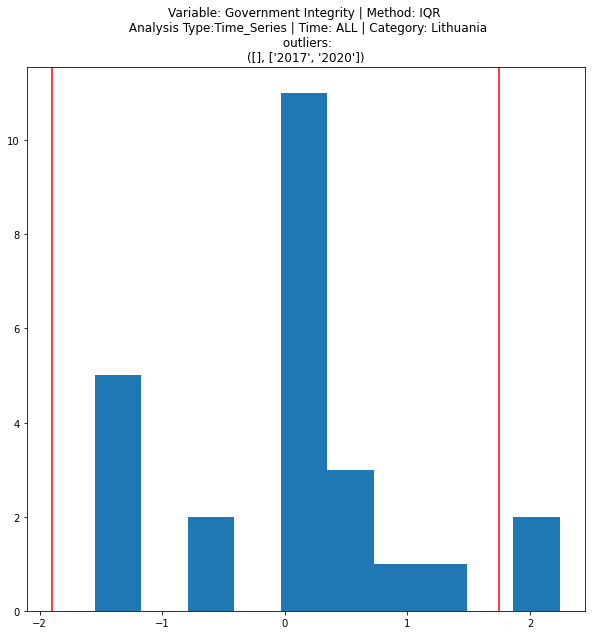 Variable: Government Integrity | Method: IQR
Analysis Type:Time_Series | Time: ALL | Category: Lithuania
outliers:
([], ['2017', '2020'])
10
8
6
4
2
0
−2
−1
0
1
2